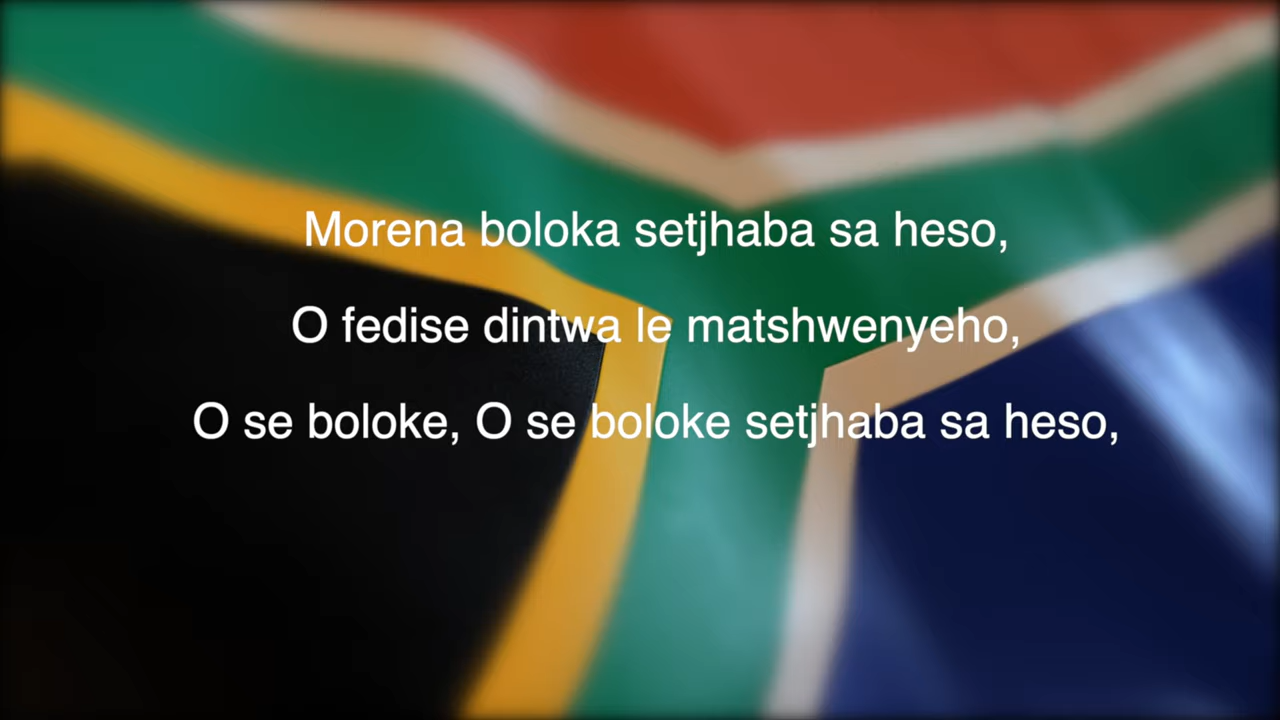 Morena boloka setjhaba sa heso,
O fedise dintwa le matshwenyeho,
O se boloke, O se boloke setjhaba sa heso,